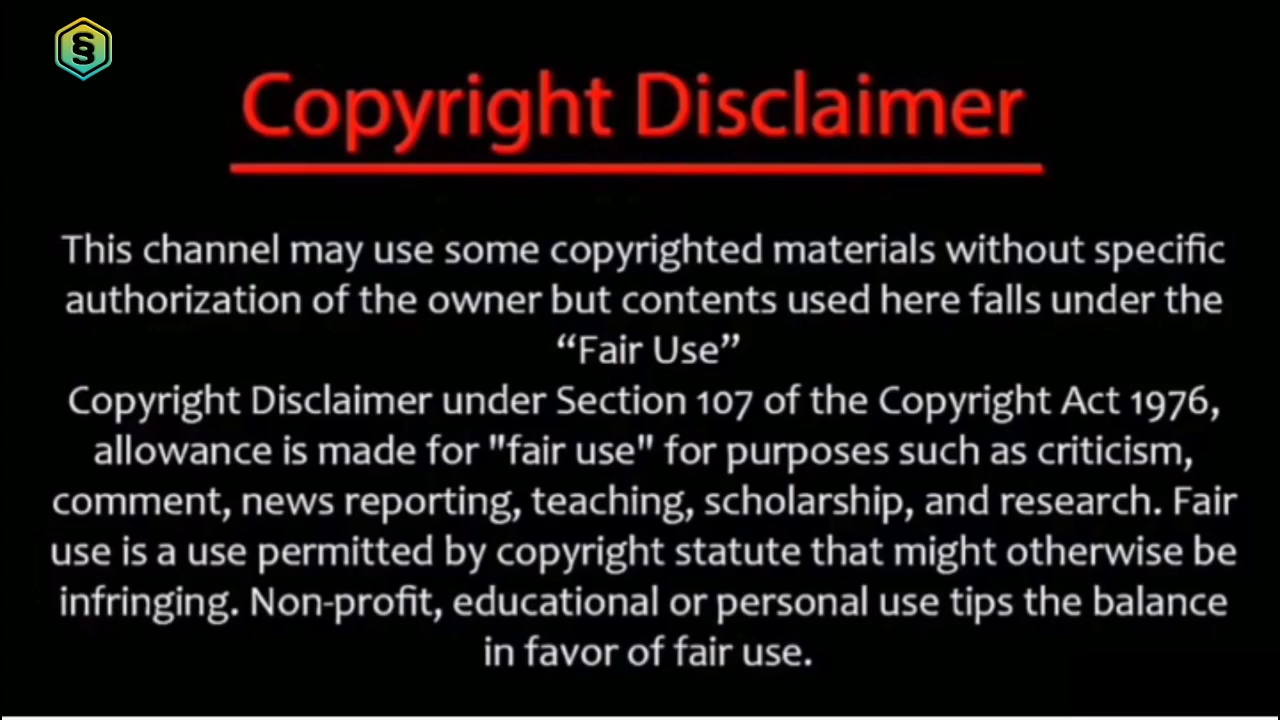 §
Copyright Disclaimer
This channel may use some copyrighted materials without specific
authorization of the owner but contents used here falls under the
“Fair Use”
Copyright Disclaimer under Section 107 of the Copyright Act 1976,
allowance is made for "fair use" for purposes such as criticism,
comment, news reporting, teaching, scholarship, and research. Fair
use is a use permitted by copyright statute that might otherwise be
infringing. Non-profit, educational or personal use tips the balance
in favor of fair use.